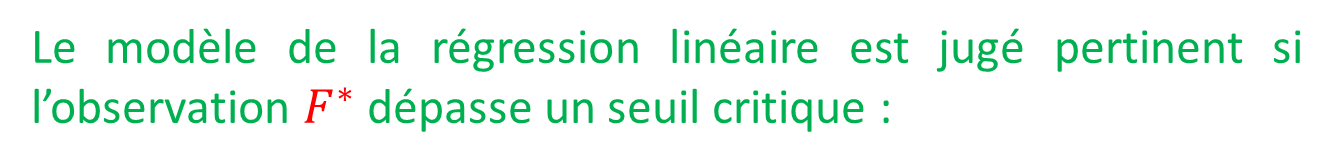 Le modèle de la régression linéaire est jugé pertinent si
l’observation F* dépasse un seuil critique :